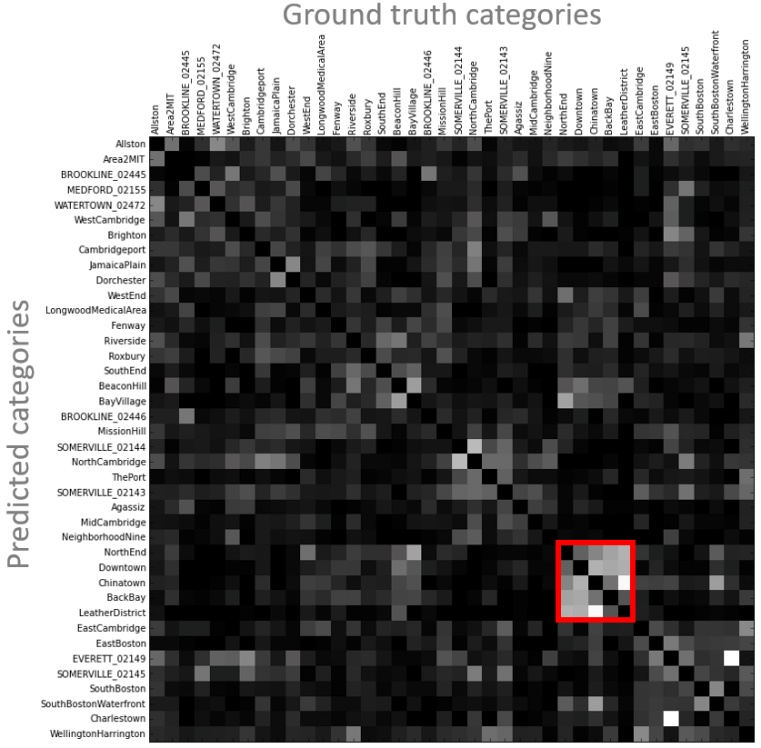 Ground truth categories
Allston
Area2MIT
BROOKLINE_02445
MEDFORD_02155
WATERTOWN_02472
WestCambridge
Brighton
Cambridgeport
JamaicaPlain
Dorchester
WestEnd
LongwoodMedicalArea
Fenway
Riverside
Roxbury
SouthEnd
BeaconHill
BayVillage
BROOKLINE_02446
MissionHill
SOMERVILLE_02144
NorthCambridge
ThePort
SOMERVILLE_02143
Agassiz
MidCambridge
NeighborhoodNine
NorthEnd
Downtown
Chinatown
BackBay
LeatherDistrict
EastCambridge
EastBoston
EVERETT_02149
SOMERVILLE_02145
SouthBoston
SouthBostonWaterfront
Charlestown
WellingtonHarrington
Predicted categories
Allston
Area2MIT
BROOKLINE_02445
MEDFORD_02155
WATERTOWN_02472
WestCambridge
Brighton
Cambridgeport
JamaicaPlain
Dorchester
WestEnd
LongwoodMedicalArea
Fenway
Riverside
Roxbury
SouthEnd
BeaconHill
BayVillage
BROOKLINE_02446
MissionHill
SOMERVILLE_02144
NorthCambridge
ThePort
SOMERVILLE_02143
Agassiz
MidCambridge
NeighborhoodNine
NorthEnd
Downtown
Chinatown
BackBay
LeatherDistrict
EastCambridge
EastBoston
EVERETT_02149
SOMERVILLE_02145
SouthBoston
SouthBostonWaterfront
Charlestown
WellingtonHarrington